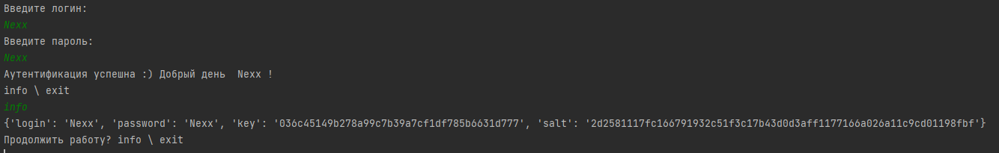 Введите логин:
Nexx
Введите пароль:
Nexx
Аутентификация успешна :) Добрый день  Nexx !
info \ exit
info
{'login': 'Nexx', 'password': 'Nexx', 'key': '036c45149b278a99c7b39a7cf1df785b6631d777', 'salt': '2d2581117fc166791932c51f3c17b43d0d3aff1177166a026a11c9cd01198fbf'}
Продолжить работу? info \ exit